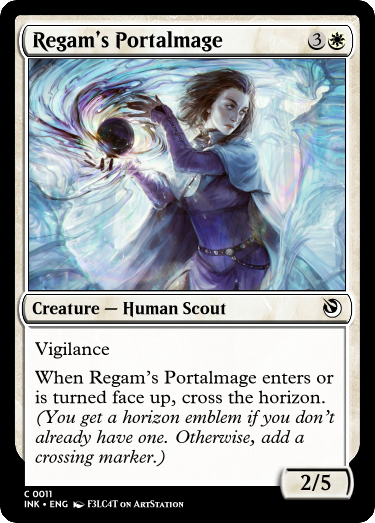 Regam's Portalmage 3
Creature — Human Scout
Vigilance
When Regam's Portalmage enters or
is turned face up, cross the horizon.
(You get a horizon emblem if you don't
already have one. Otherwise, add a
crossing marker.)
2/5
C 0011
INK • ENG F3LC4T ON ARTSTATION